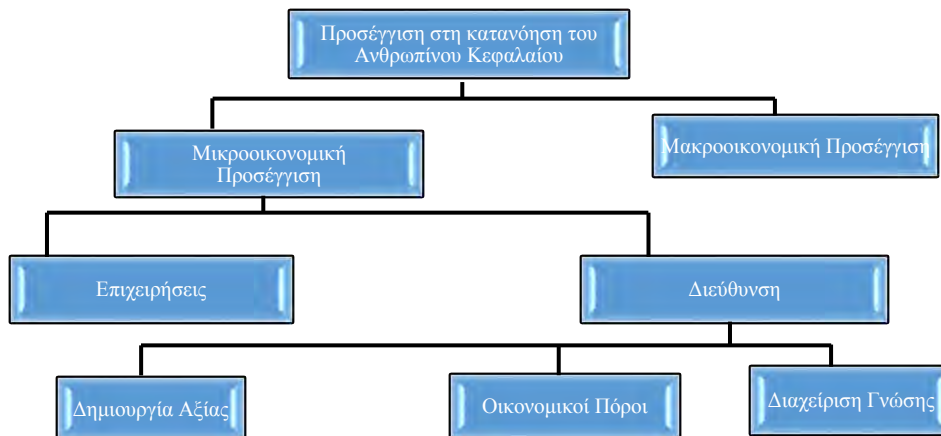 Προσέγγιση στη κατανόηση του
Ανθρωπίνου Κεφαλαίου
Μικροοικονομική
Προσέγγιση
Μακροοικονομική Προσέγγιση
Επιχειρήσεις
Διεύθυνση
Δημιουργία Αξίας
Οικονομικοί Πόροι
Διαχείριση Γνώσης